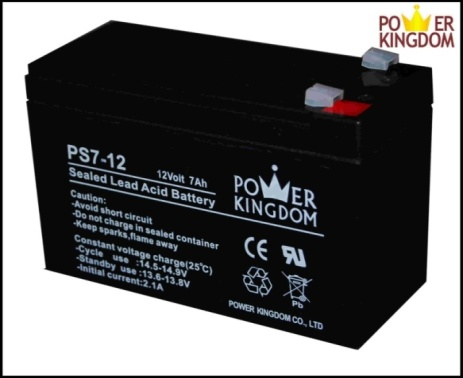 POWER
KINGDOM
PS7-12
12Volt 7Ah
Sealed Lead Acid Battery
Caution:
-Avoid short circuit
-Do not charge in sealed container
-Keep sparks,flame away
Constant voltage charge(25℃)
-Cycle use :14.5-14.9V
-Standby use :13.6-13.8V
-Initial current:2.1A
POWER
KINGDOM
CE
Pb
POWER KINGDOM CO., LTD